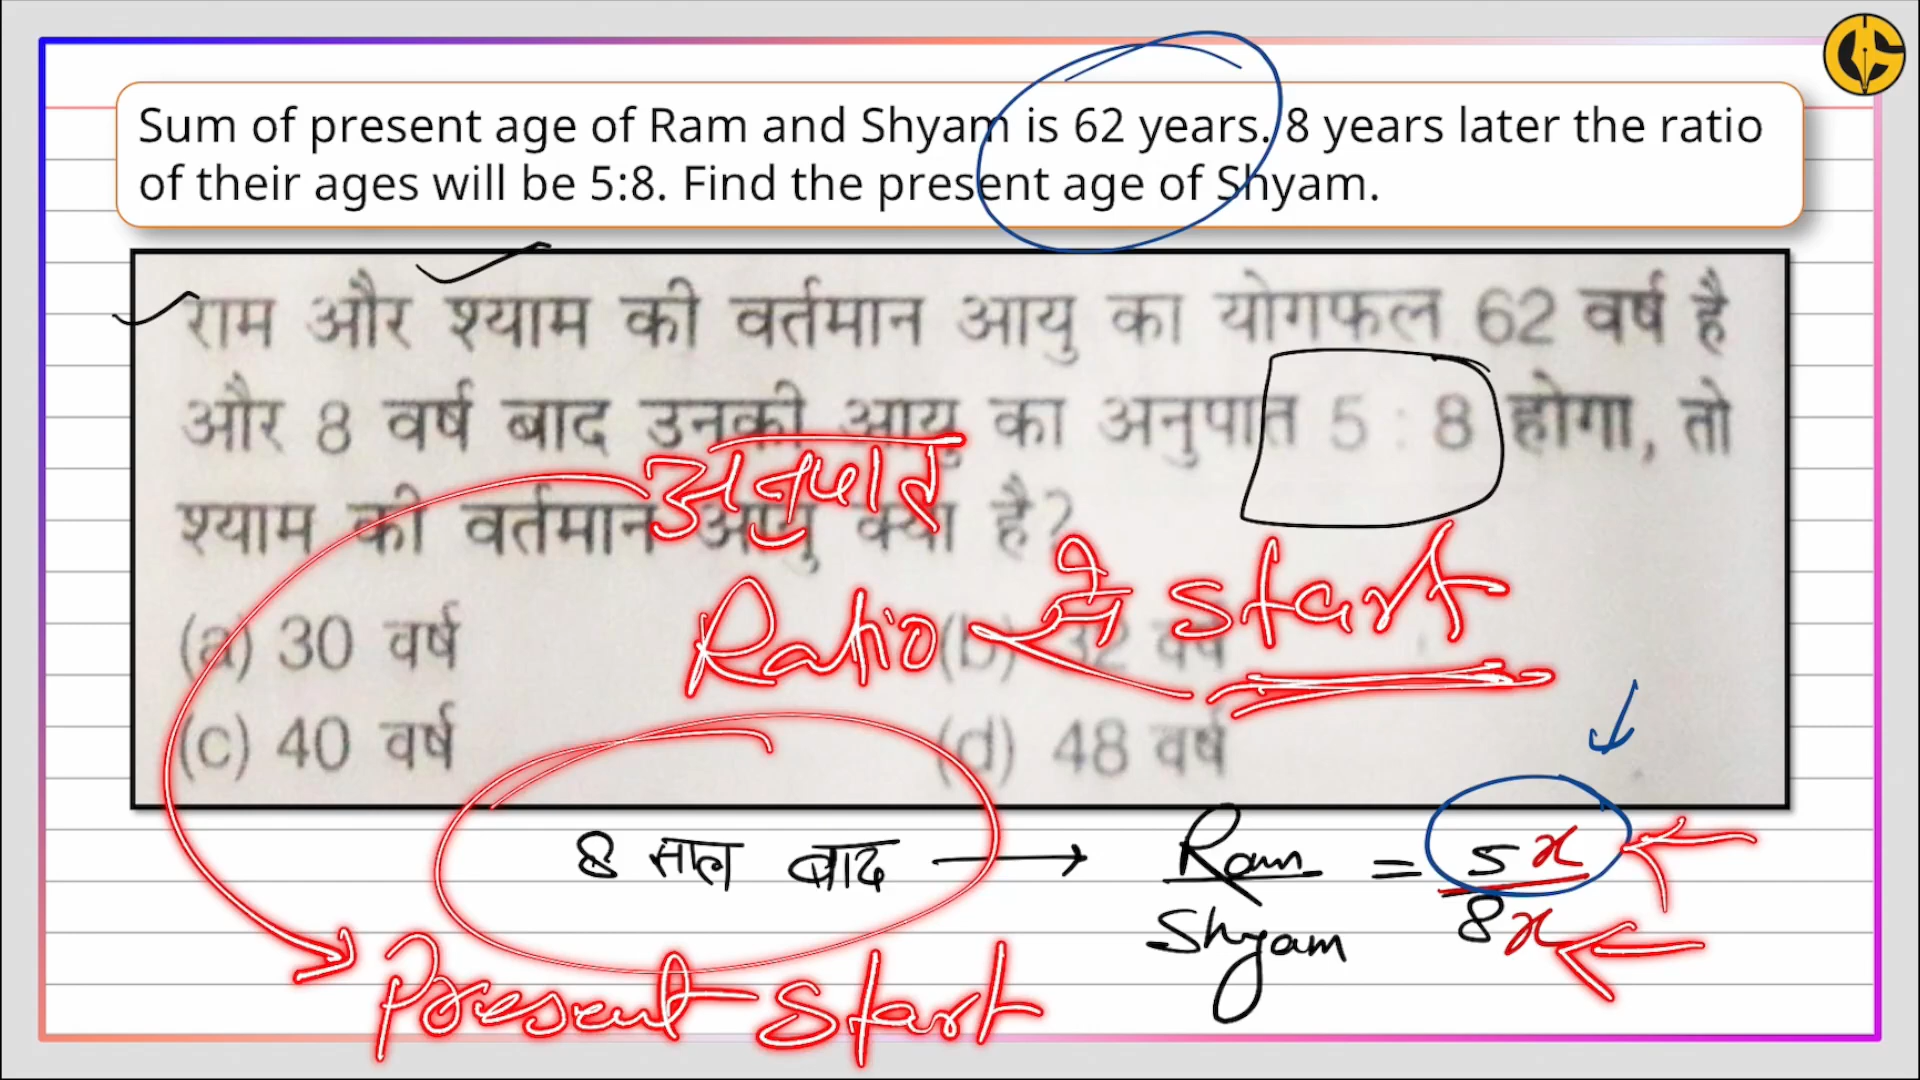 Sum of present age of Ram and Shyam is 62 years. 8 years later the ratio
of their ages will be 5:8. Find the present age of Shyam.
राम और श्याम की वर्तमान आयु का योगफल 62 वर्ष है
और 8 वर्ष बाद उनकी आयु का अनुपात 5 : 8 होगा, तो
श्याम की वर्तमान आयु क्या है?
अनुपात
Ratio से start
(a) 30 वर्ष (b) 32 वर्ष
(c) 40 वर्ष (d) 48 वर्ष
8 साल बाद → Ram = 5x
Shyam 8x
Present start